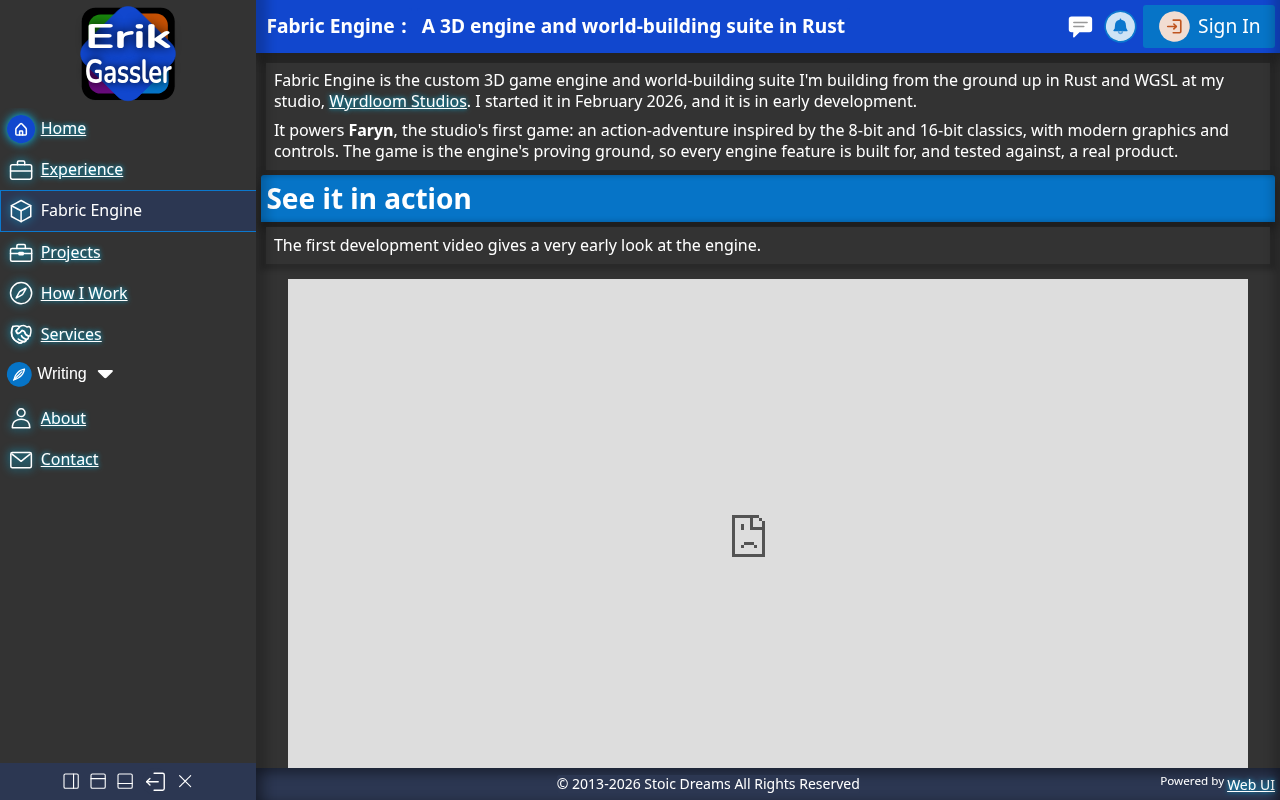 Erik
Gassler
Home
Experience
Fabric Engine
Projects
How I Work
Services
Writing
About
Contact
Fabric Engine : A 3D engine and world-building suite in Rust
Sign In
Fabric Engine is the custom 3D game engine and world-building suite I'm building from the ground up in Rust and WGSL at my
studio, Wyrdloom Studios. I started it in February 2026, and it is in early development.
It powers Faryn, the studio's first game: an action-adventure inspired by the 8-bit and 16-bit classics, with modern graphics and
controls. The game is the engine's proving ground, so every engine feature is built for, and tested against, a real product.
See it in action
The first development video gives a very early look at the engine.
© 2013-2026 Stoic Dreams All Rights Reserved
Powered by Web UI